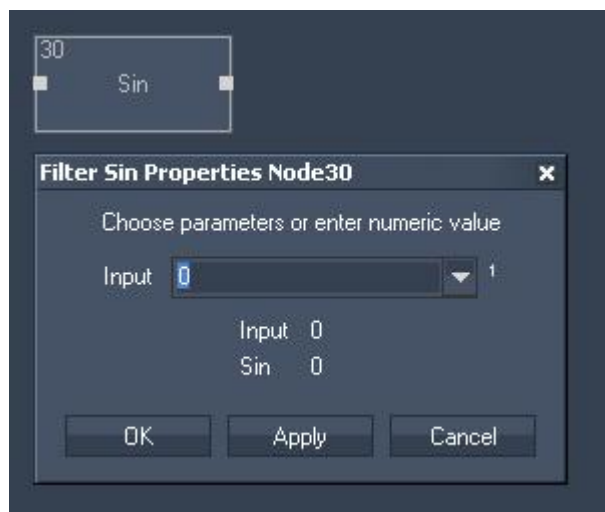 30
Sin
Filter Sin Properties Node30
Choose parameters or enter numeric value
Input 0 1
Input 0
Sin 0
OK Apply Cancel